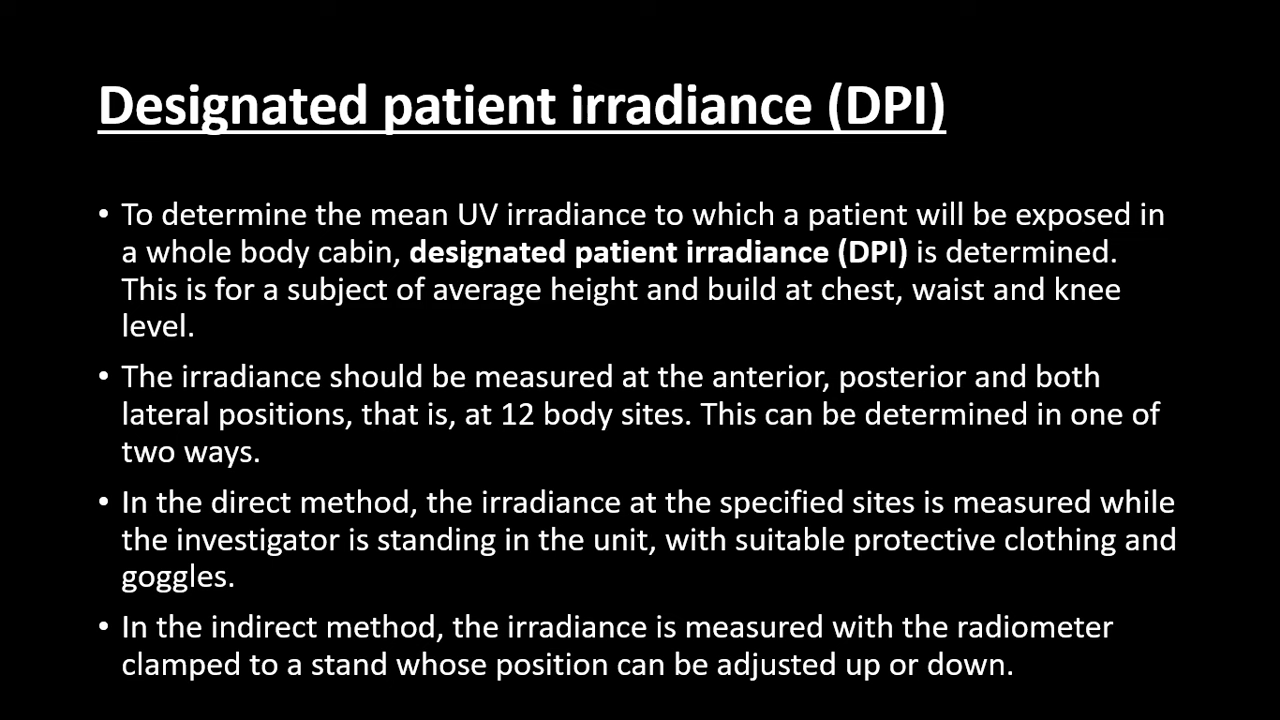 Designated patient irradiance (DPI)
• To determine the mean UV irradiance to which a patient will be exposed in
a whole body cabin, designated patient irradiance (DPI) is determined.
This is for a subject of average height and build at chest, waist and knee
level.
• The irradiance should be measured at the anterior, posterior and both
lateral positions, that is, at 12 body sites. This can be determined in one of
two ways.
• In the direct method, the irradiance at the specified sites is measured while
the investigator is standing in the unit, with suitable protective clothing and
goggles.
• In the indirect method, the irradiance is measured with the radiometer
clamped to a stand whose position can be adjusted up or down.